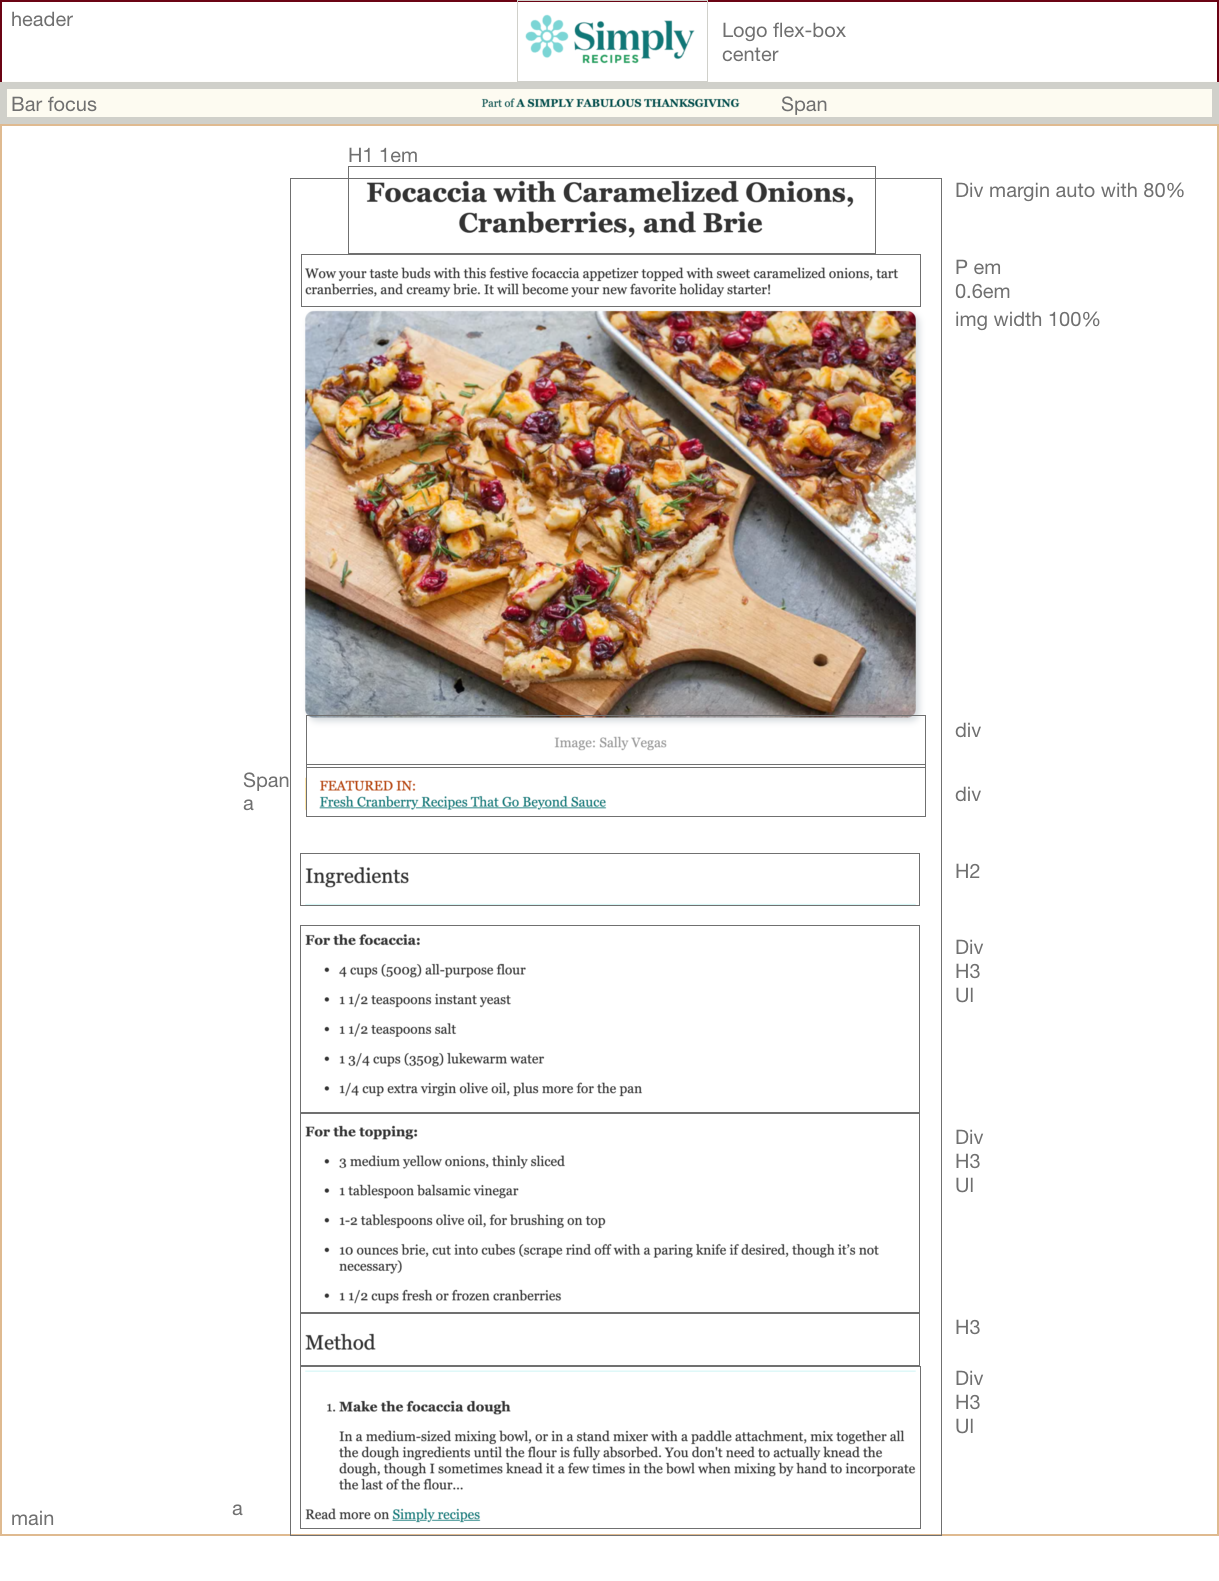 header
Simply
RECIPES
Logo flex-box
center
Bar focus
Part of A SIMPLY FABULOUS THANKSGIVING
Span
H1 1em
Focaccia with Caramelized Onions,
Cranberries, and Brie
Div margin auto with 80%
Wow your taste buds with this festive focaccia appetizer topped with sweet caramelized onions, tart
cranberries, and creamy brie. It will become your new favorite holiday starter!
P em
0.6em
img width 100%
Image: Sally Vegas
div
Span
a
FEATURED IN:
Fresh Cranberry Recipes That Go Beyond Sauce
div
Ingredients
H2
For the focaccia:
• 4 cups (500g) all-purpose flour
• 1 1/2 teaspoons instant yeast
• 1 1/2 teaspoons salt
• 1 3/4 cups (350g) lukewarm water
• 1/4 cup extra virgin olive oil, plus more for the pan
Div
H3
Ul
For the topping:
• 3 medium yellow onions, thinly sliced
• 1 tablespoon balsamic vinegar
• 1-2 tablespoons olive oil, for brushing on top
• 10 ounces brie, cut into cubes (scrape rind off with a paring knife if desired, though it’s not
necessary)
• 1 1/2 cups fresh or frozen cranberries
Div
H3
Ul
Method
H3
1. Make the focaccia dough
In a medium-sized mixing bowl, or in a stand mixer with a paddle attachment, mix together all
the dough ingredients until the flour is fully absorbed. You don't need to actually knead the
dough, though I sometimes knead it a few times in the bowl when mixing by hand to incorporate
the last of the flour...
Div
H3
Ul
Read more on Simply recipes
a
main